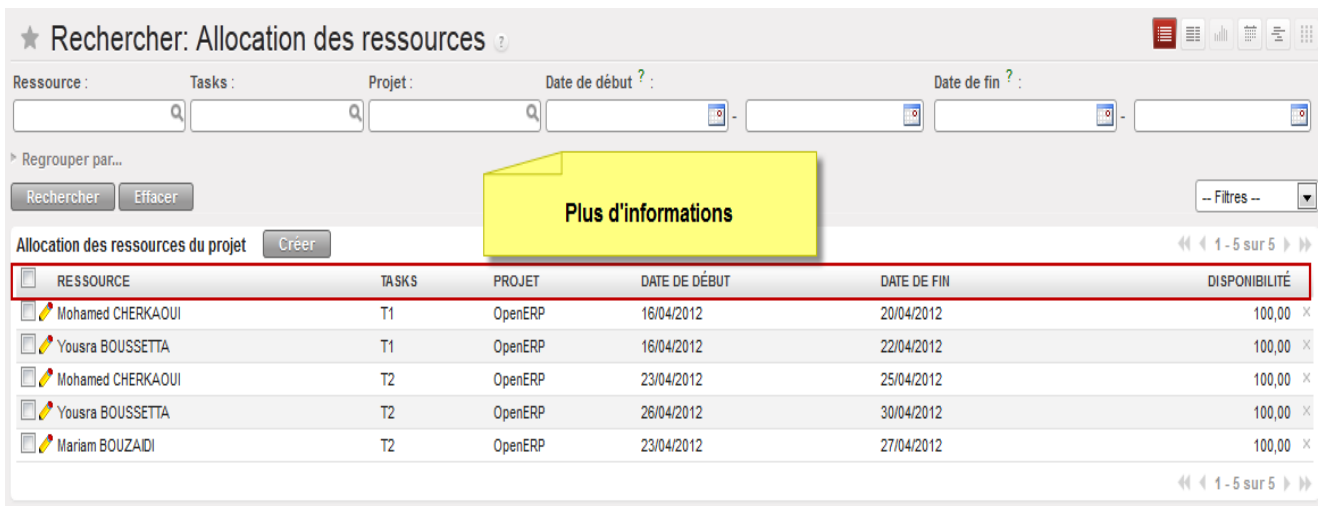 Rechercher: Allocation des ressources ?
Ressource : Tasks : Projet : Date de début ? : Date de fin ? :
- -
Regrouper par...
Rechercher Effacer -- Filtres --
Plus d'informations
Allocation des ressources du projet Créer 1 - 5 sur 5
RESSOURCE TASKS PROJET DATE DE DÉBUT DATE DE FIN DISPONIBILITÉ
Mohamed CHERKAOUI T1 OpenERP 16/04/2012 20/04/2012 100,00
Yousra BOUSSETTA T1 OpenERP 16/04/2012 22/04/2012 100,00
Mohamed CHERKAOUI T2 OpenERP 23/04/2012 25/04/2012 100,00
Yousra BOUSSETTA T2 OpenERP 26/04/2012 30/04/2012 100,00
Mariam BOUZAIDI T2 OpenERP 23/04/2012 27/04/2012 100,00
1 - 5 sur 5